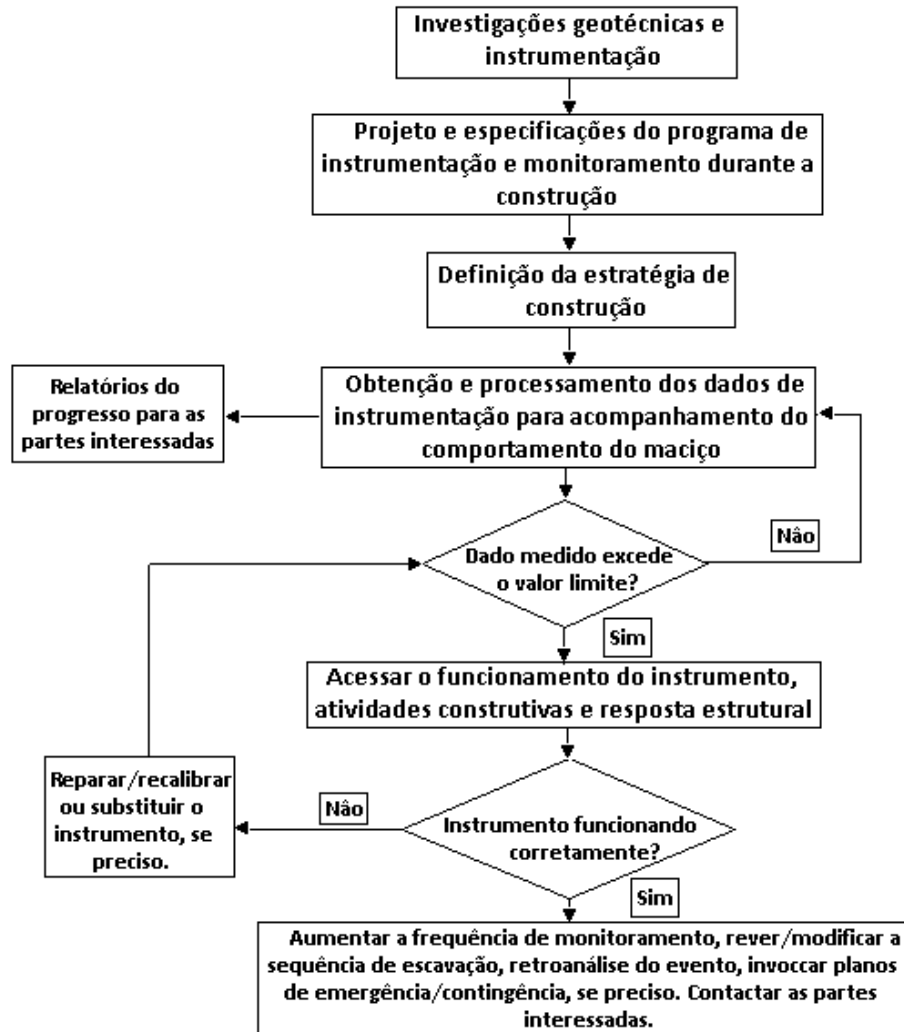 Investigações geotécnicas e
instrumentação
Projeto e especificações do programa de
instrumentação e monitoramento durante a
construção
Definição da estratégia de
construção
Relatórios do
progresso para as
partes interessadas
Obtenção e processamento dos dados de
instrumentação para acompanhamento do
comportamento do maciço
Dado medido excede
o valor limite?
Nâo
Sim
Acessar o funcionamento do instrumento,
atividades construtivas e resposta estrutural
Reparar/recalibrar
ou substituir o
instrumento, se
preciso.
Nâo
Instrumento funcionando
corretamente?
Sim
Aumentar a frequência de monitoramento, rever/modificar a
sequência de escavação, retroanálise do evento, invoccar planos
de emergência/contingência, se preciso. Contactar as partes
interessadas.